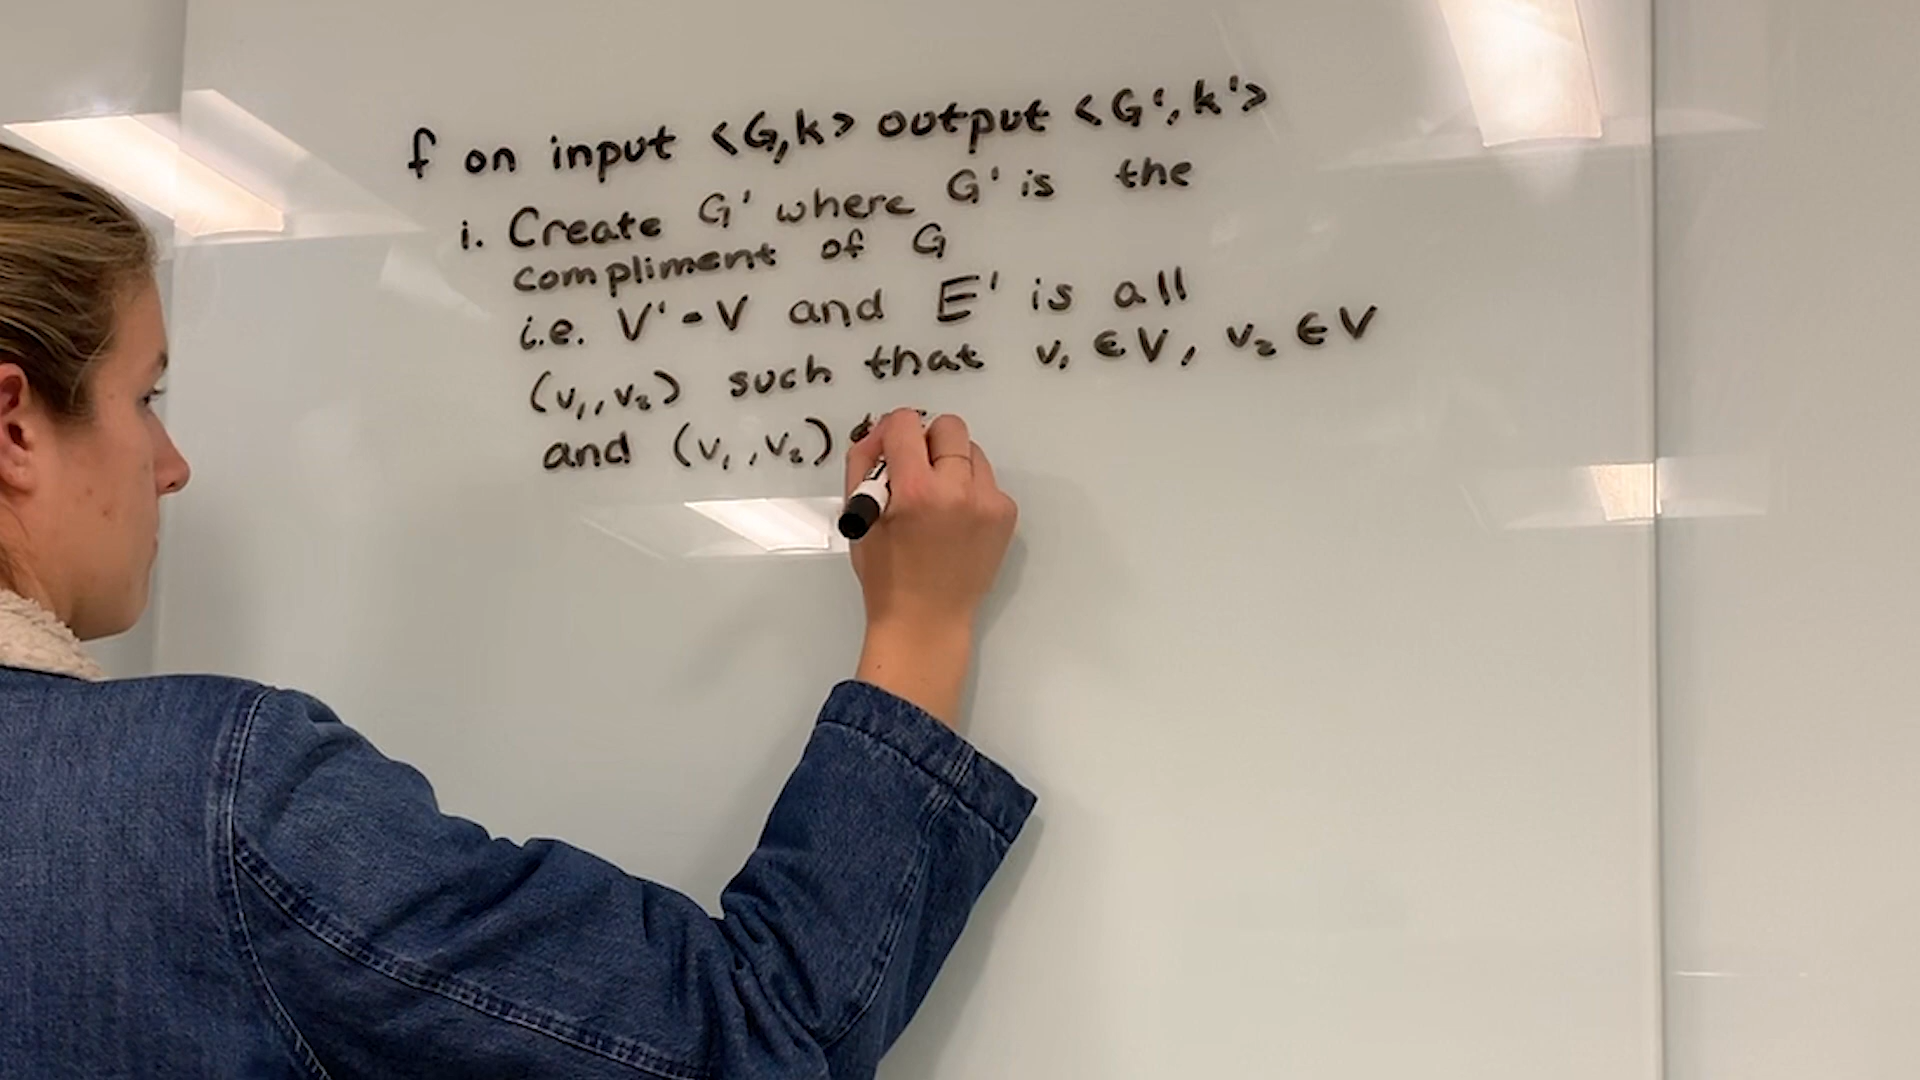 f on input <G,k> output <G',k'>
i. Create G' where G' is the
compliment of G
i.e. V'=V and E' is all
(v₁,v₂) such that v₁ ∈ V, v₂ ∈ V
and (v₁,v₂)